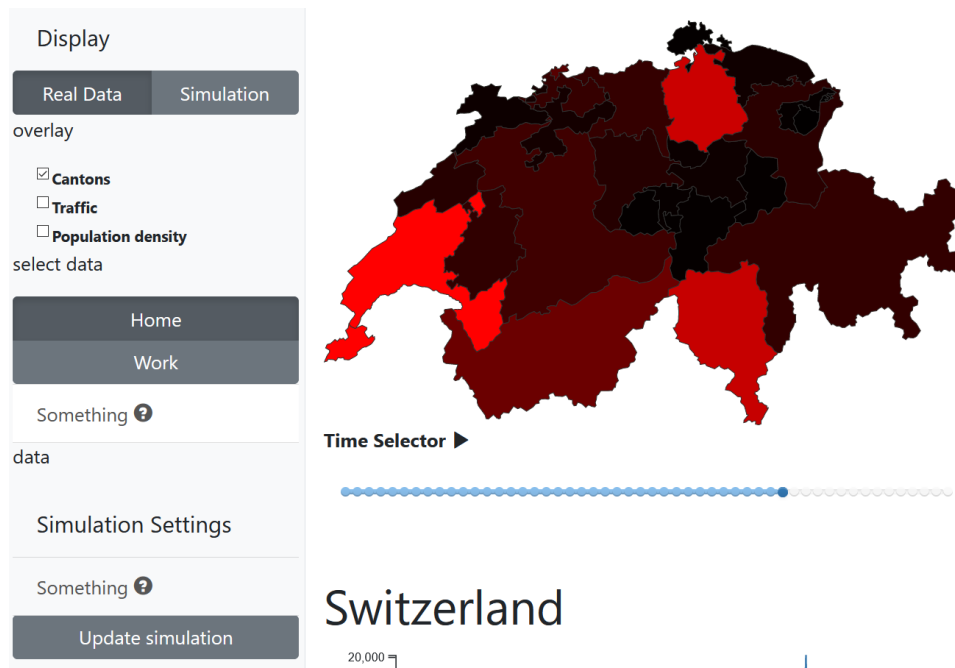 Display
Real Data Simulation
overlay
Cantons
Traffic
Population density
select data
Home
Work
Something ?
data
Simulation Settings
Something ?
Update simulation
Time Selector
Switzerland
20,000